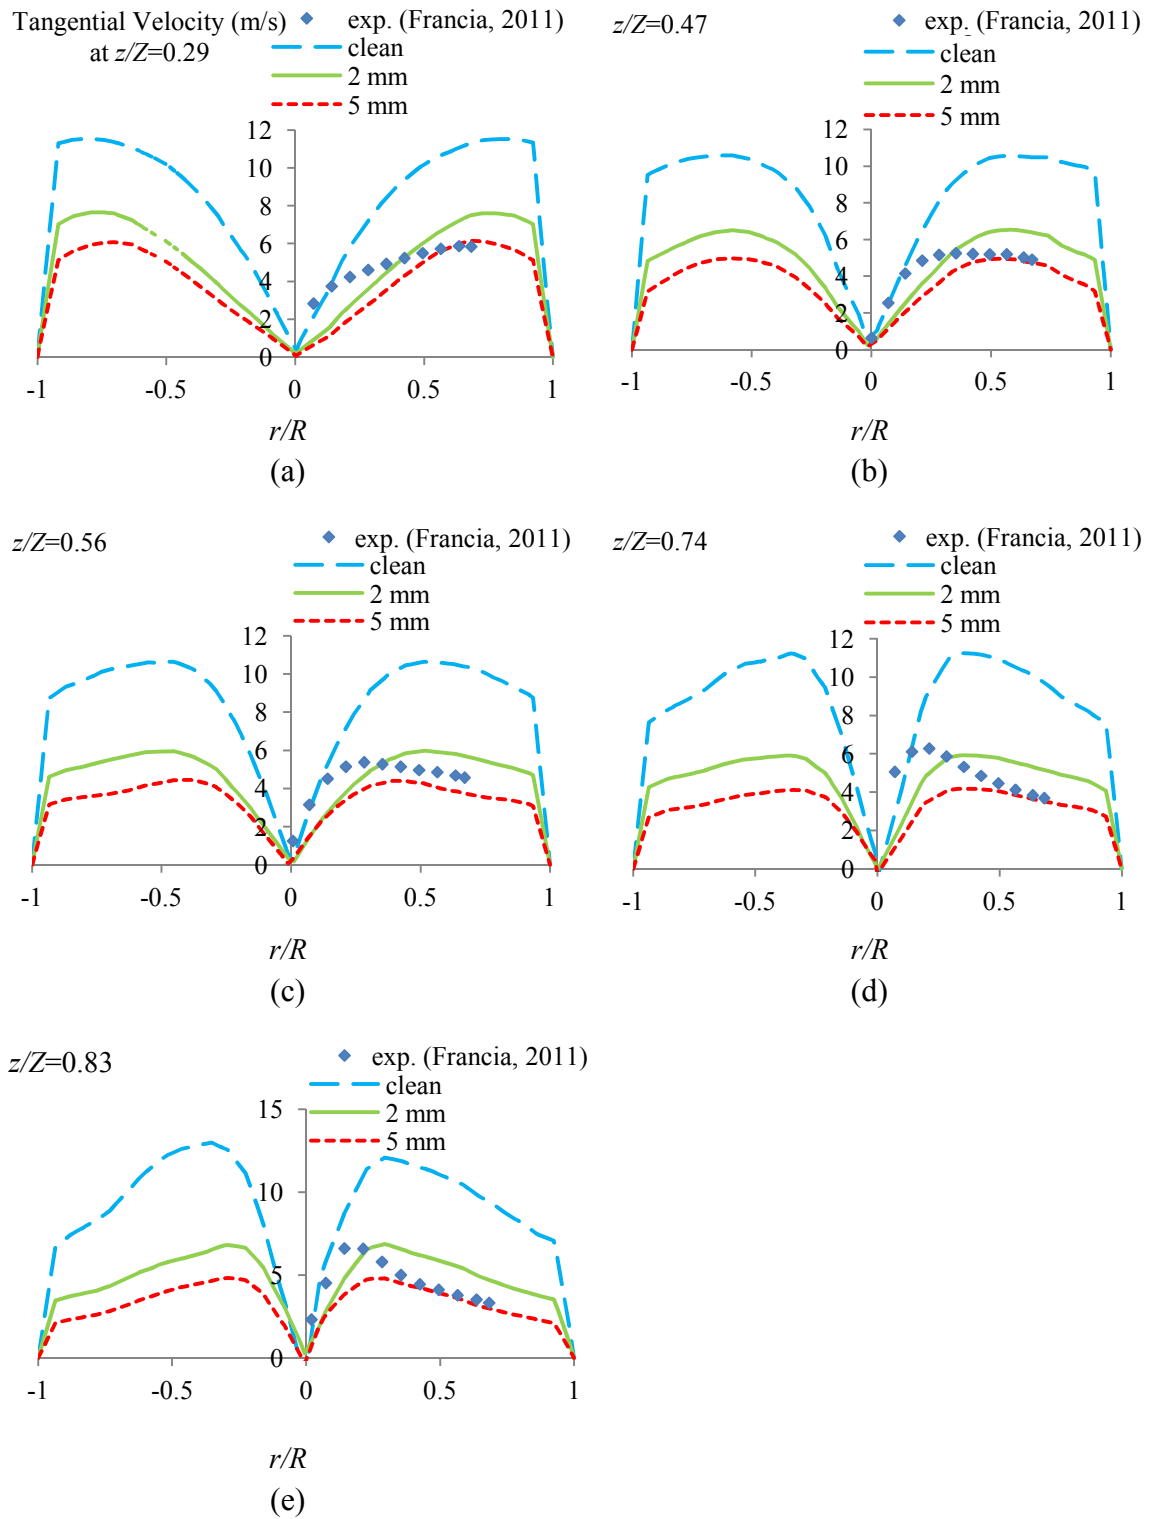 Tangential Velocity (m/s)
at z/Z=0.29
exp. (Francia, 2011)
clean
2 mm
5 mm
12
10
8
6
4
2
0
-1 -0.5 0 0.5 1
r/R
(a)
z/Z=0.47
exp. (Francia, 2011)
clean
2 mm
5 mm
12
10
8
6
4
2
0
-1 -0.5 0 0.5 1
r/R
(b)
z/Z=0.56
exp. (Francia, 2011)
clean
2 mm
5 mm
12
10
8
6
4
2
0
-1 -0.5 0 0.5 1
r/R
(c)
z/Z=0.74
exp. (Francia, 2011)
clean
2 mm
5 mm
12
10
8
6
4
2
0
-1 -0.5 0 0.5 1
r/R
(d)
z/Z=0.83
exp. (Francia, 2011)
clean
2 mm
5 mm
15
10
5
0
-1 -0.5 0 0.5 1
r/R
(e)